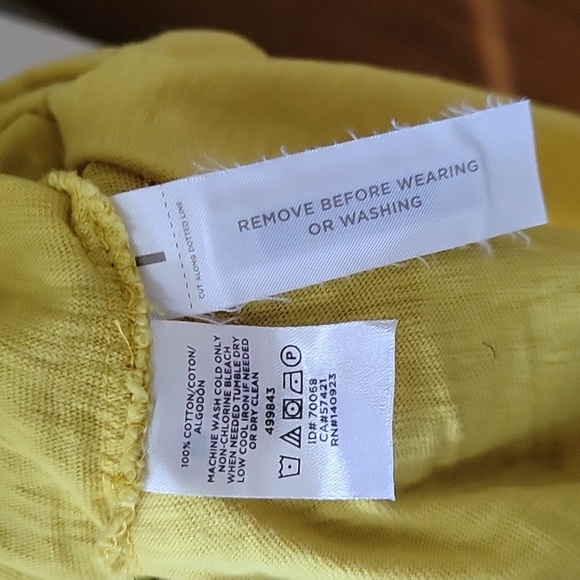 REMOVE BEFORE WEARING
OR WASHING
CUT ALONG DOTTED LINE
100% COTTON/COTON/
ALGODÓN
MACHINE WASH COLD ONLY
NON-CHLORINE BLEACH
WHEN NEEDED TUMBLE DRY
LOW COOL IRON IF NEEDED
OR DRY CLEAN
499843
P
ID# 70068
CA#57421
RN#140923